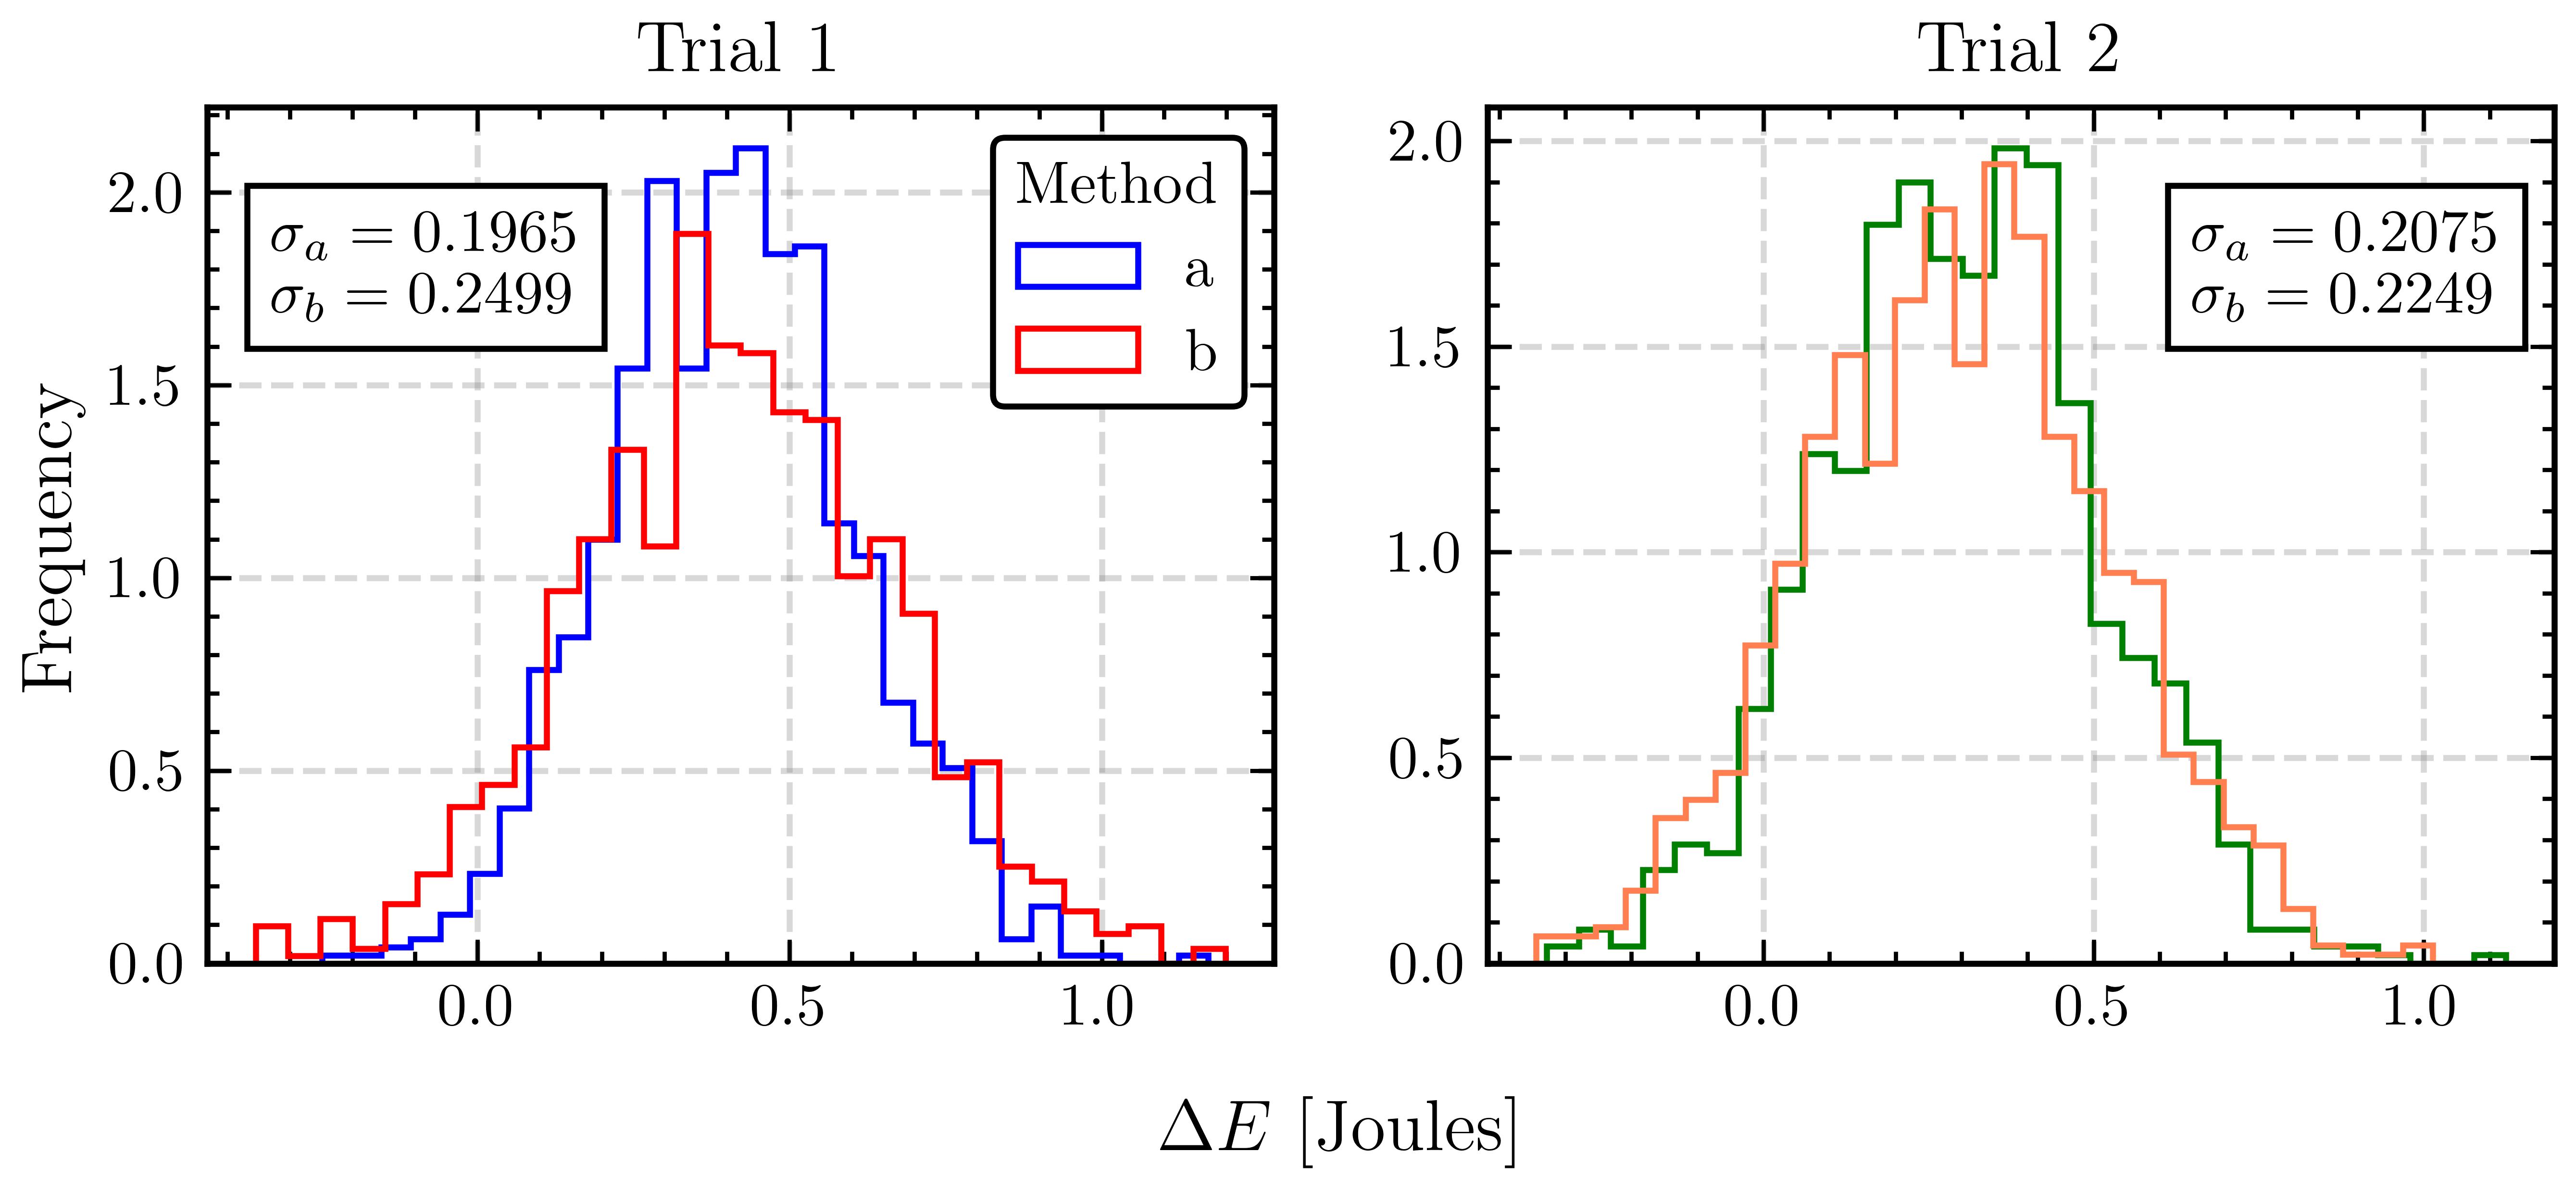 Trial 1
Trial 2
Frequency
2.0
1.5
1.0
0.5
0.0
σa = 0.1965
σb = 0.2499
Method
a
b
0.0 0.5 1.0
2.0
1.5
1.0
0.5
0.0
σa = 0.2075
σb = 0.2249
0.0 0.5 1.0
ΔE [Joules]